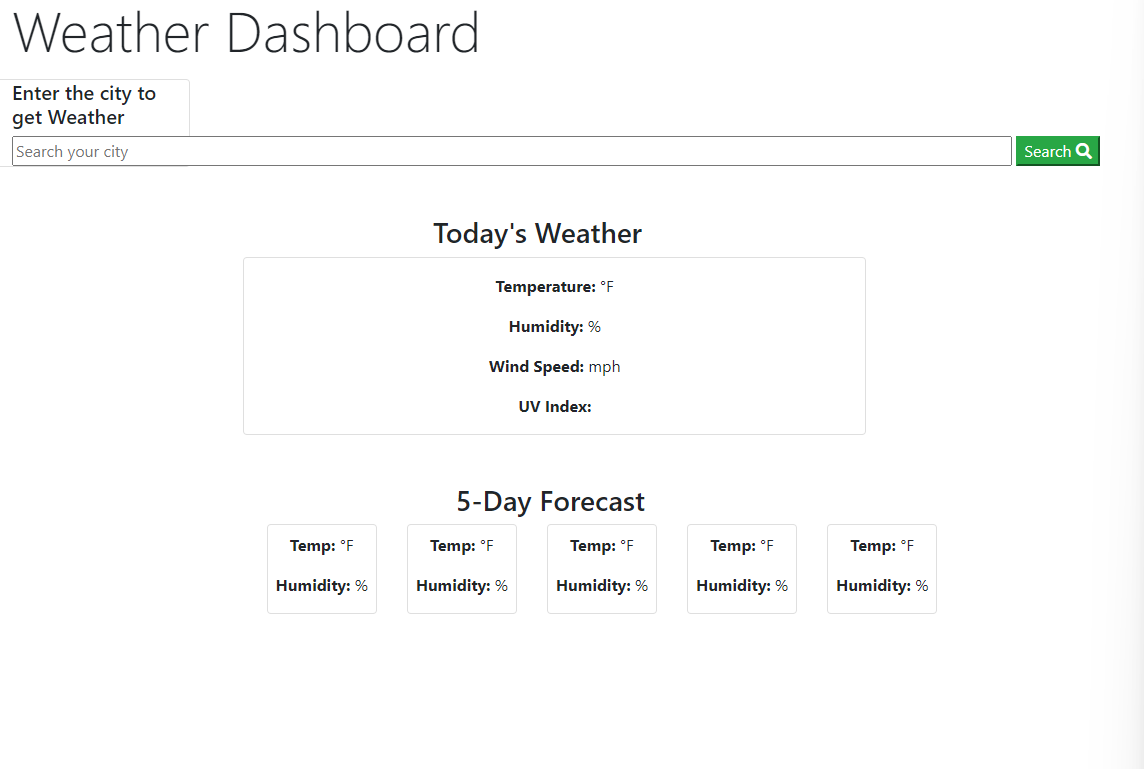 Weather Dashboard
Enter the city to
get Weather
Search your city
Search
Today's Weather
Temperature: °F
Humidity: %
Wind Speed: mph
UV Index:
5-Day Forecast
Temp: °F Temp: °F Temp: °F Temp: °F Temp: °F
Humidity: % Humidity: % Humidity: % Humidity: % Humidity: %